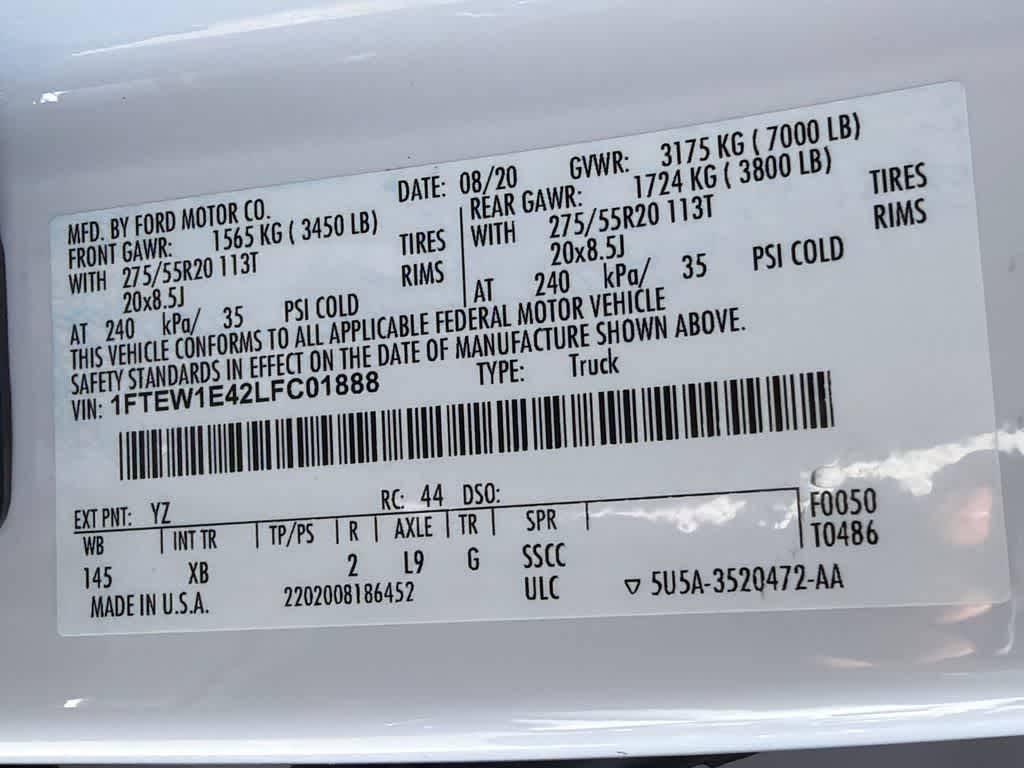 MFD. BY FORD MOTOR CO. DATE: 08/20 GVWR: 3175 KG ( 7000 LB)
FRONT GAWR: 1565 KG ( 3450 LB) REAR GAWR: 1724 KG ( 3800 LB)
WITH 275/55R20 113T TIRES WITH 275/55R20 113T TIRES
20x8.5J RIMS 20x8.5J RIMS
AT 240 kPa/ 35 PSI COLD AT 240 kPa/ 35 PSI COLD
THIS VEHICLE CONFORMS TO ALL APPLICABLE FEDERAL MOTOR VEHICLE
SAFETY STANDARDS IN EFFECT ON THE DATE OF MANUFACTURE SHOWN ABOVE.
VIN: 1FTEW1E42LFC01888 TYPE: Truck
EXT PNT: YZ RC: 44 DSO: F0050
WB INT TR TP/PS R AXLE TR SPR T0486
145 XB 2 L9 G SSCC
MADE IN U.S.A. 2202008186452 ULC ▽ 5U5A-3520472-AA